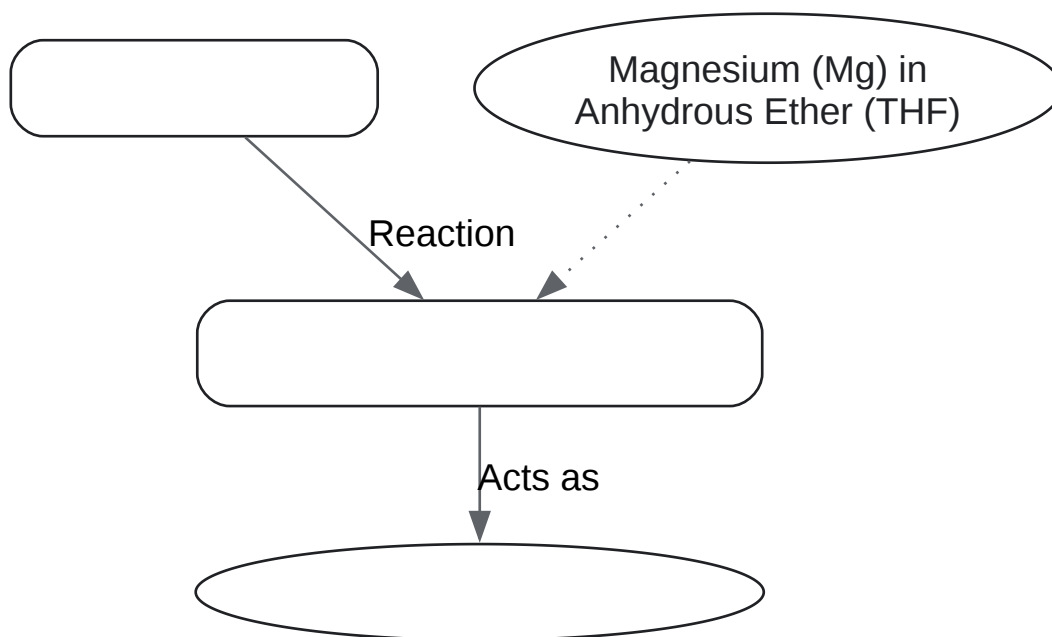 Magnesium (Mg) in
Anhydrous Ether (THF)
Reaction
Acts as